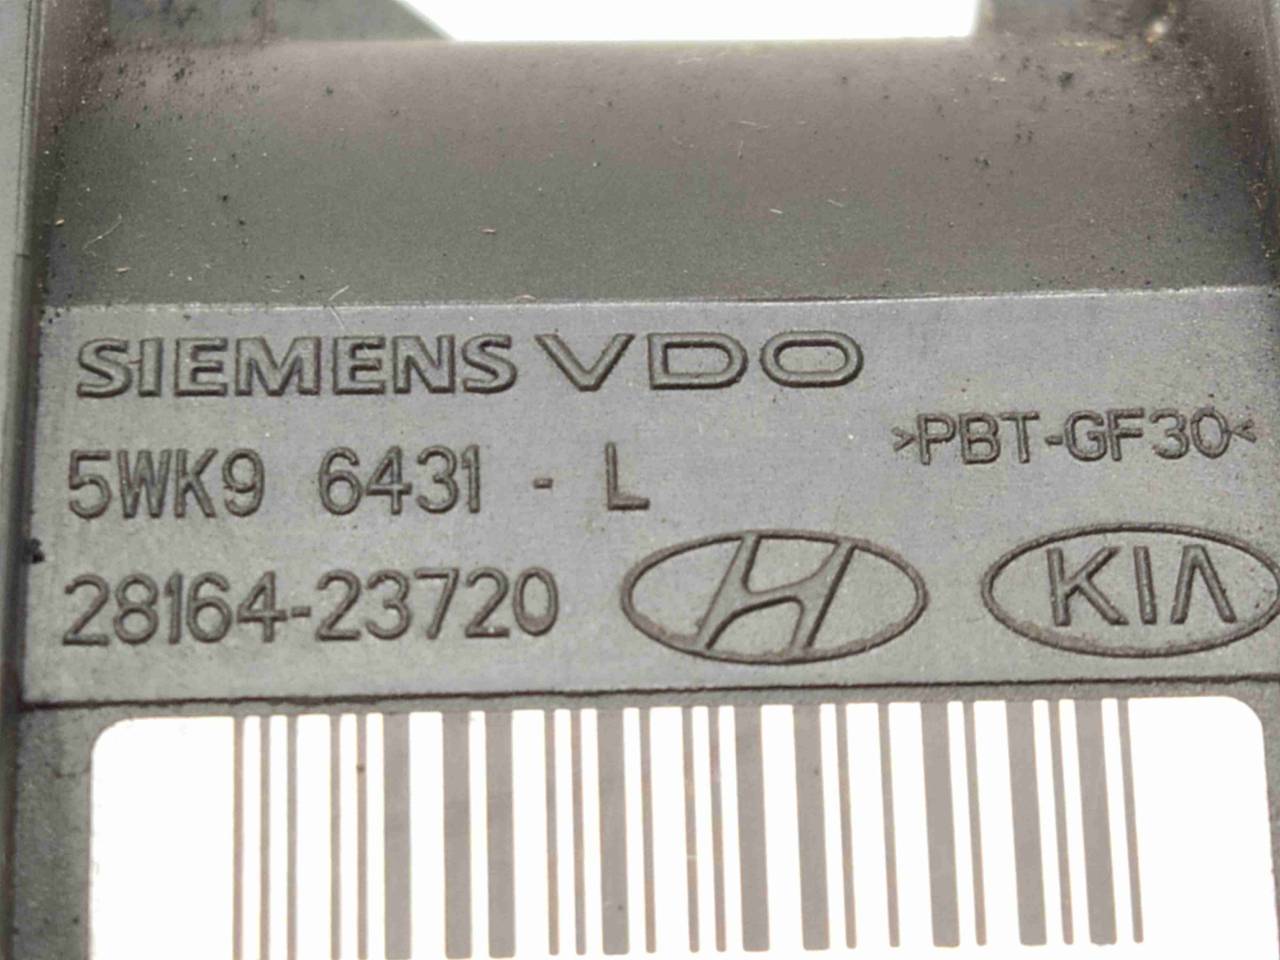 SIEMENS VDO
>PBT-GF30<
5WK9 6431 - L
28164-23720 KIA